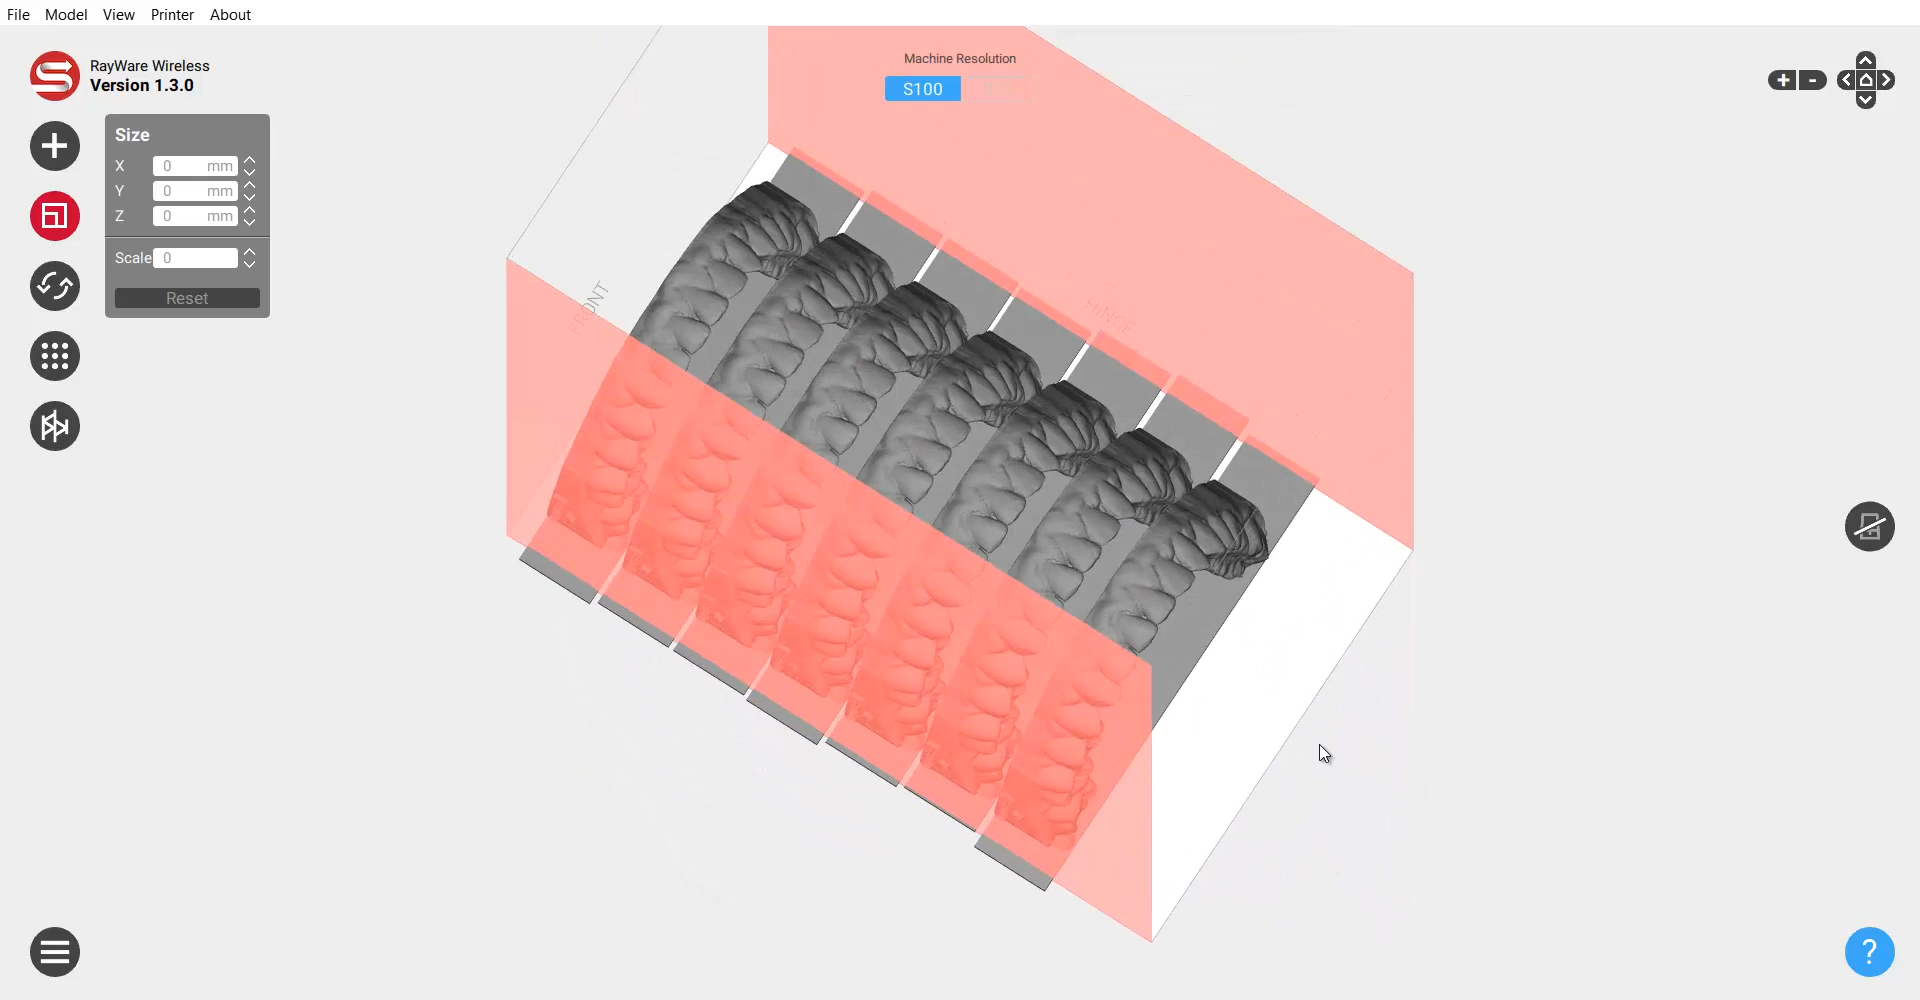 File Model View Printer About
RayWare Wireless
Version 1.3.0
Machine Resolution
S100
Size
X 0 mm
Y 0 mm
Z 0 mm
Scale 0
Reset
FRONT
HINGE
?